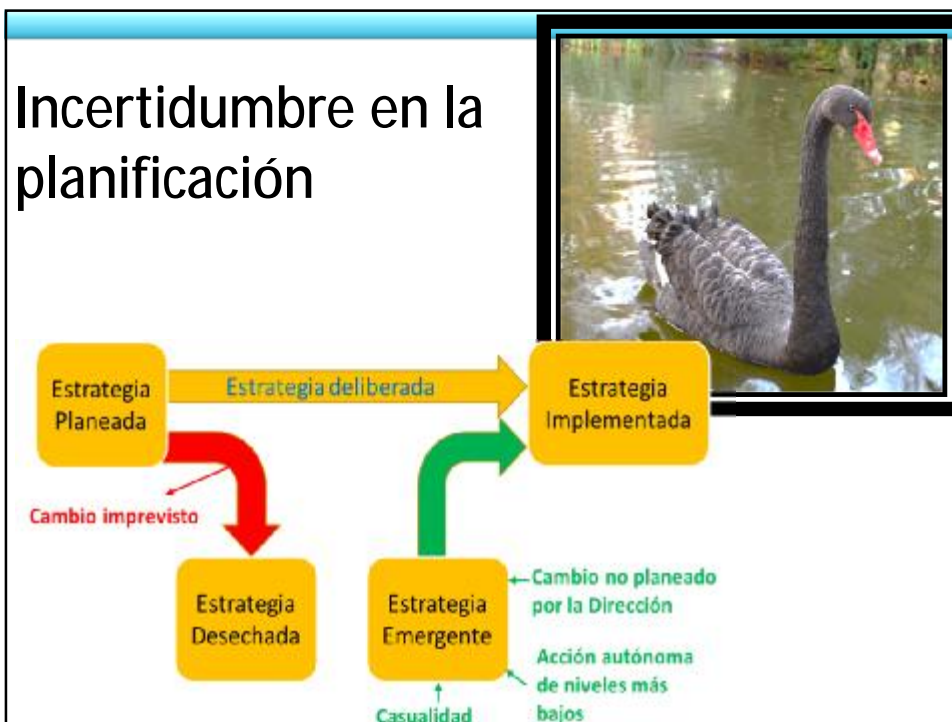 Incertidumbre en la
planificación
Estrategia
Planeada
Estrategia deliberada
Estrategia
Implementada
Cambio imprevisto
Estrategia
Desechada
Estrategia
Emergente
Cambio no planeado
por la Dirección
Acción autónoma
de niveles más
bajos
Casualidad